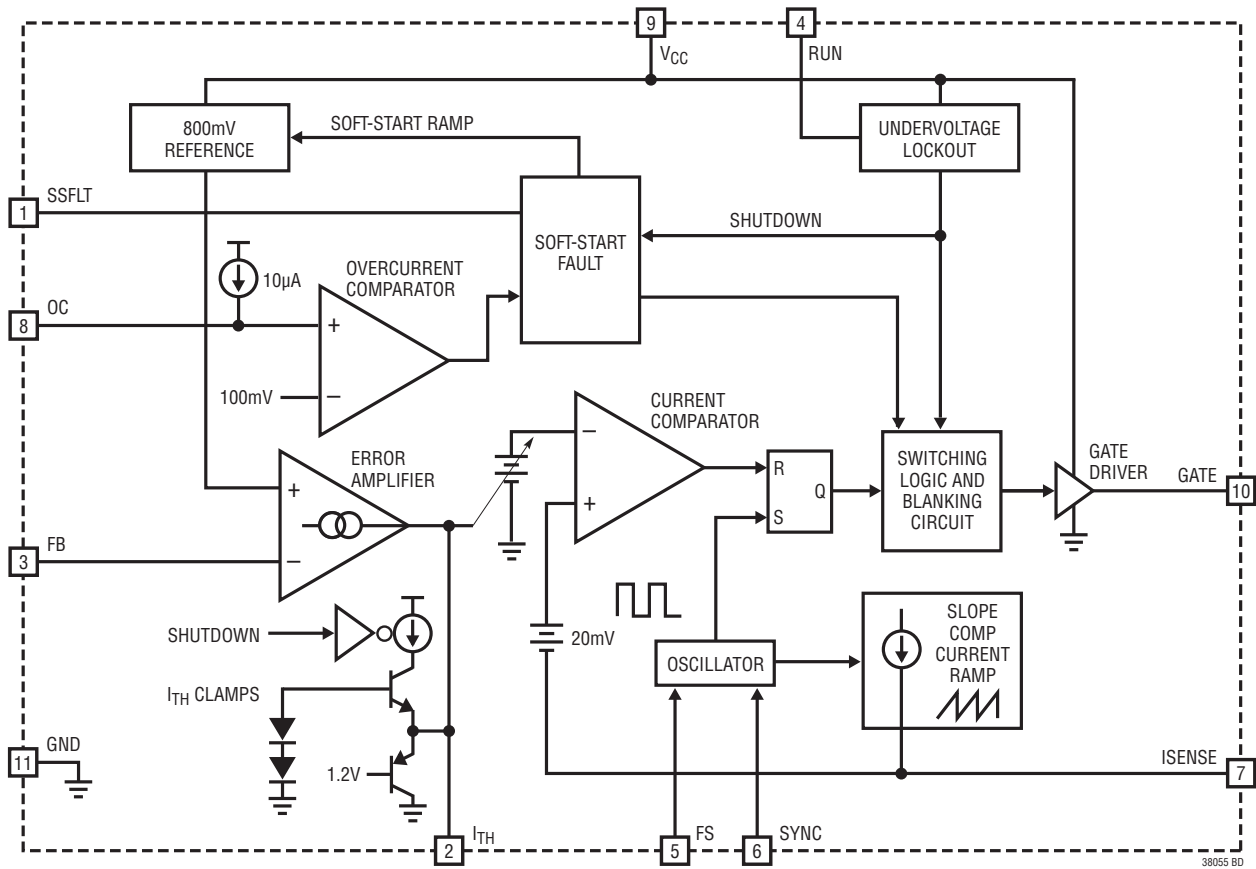 9
4
VCC
RUN
800mV
REFERENCE
SOFT-START RAMP
UNDERVOLTAGE
LOCKOUT
SSFLT
1
SHUTDOWN
SOFT-START
FAULT
10µA
OVERCURRENT
COMPARATOR
OC
8
+
100mV
–
CURRENT
COMPARATOR
ERROR
AMPLIFIER
–
+
R
Q
S
SWITCHING
LOGIC AND
BLANKING
CIRCUIT
GATE
DRIVER
GATE
10
+
–
FB
3
SHUTDOWN
20mV
OSCILLATOR
SLOPE
COMP
CURRENT
RAMP
ITH CLAMPS
GND
11
1.2V
ISENSE
7
ITH
2
FS
5
SYNC
6
38055 BD